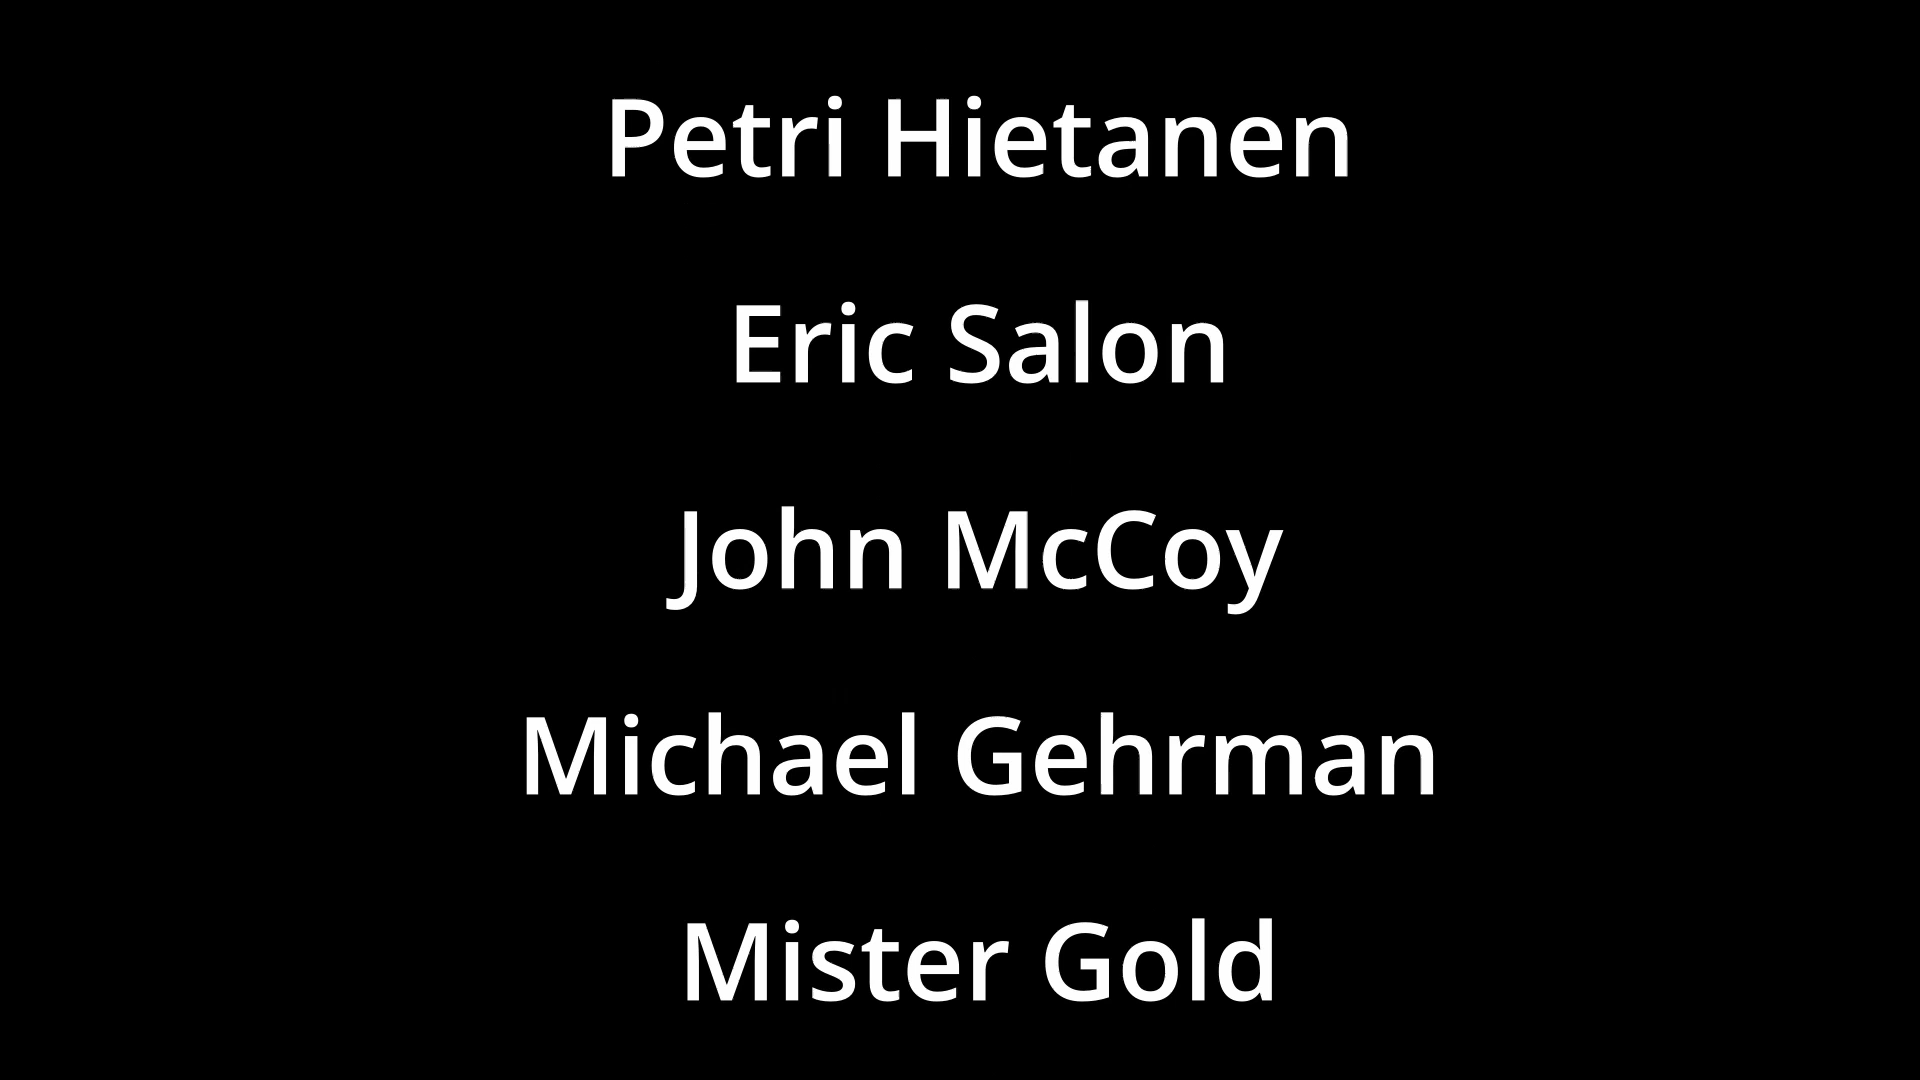 Petri Hietanen
Eric Salon
John McCoy
Michael Gehrman
Mister Gold